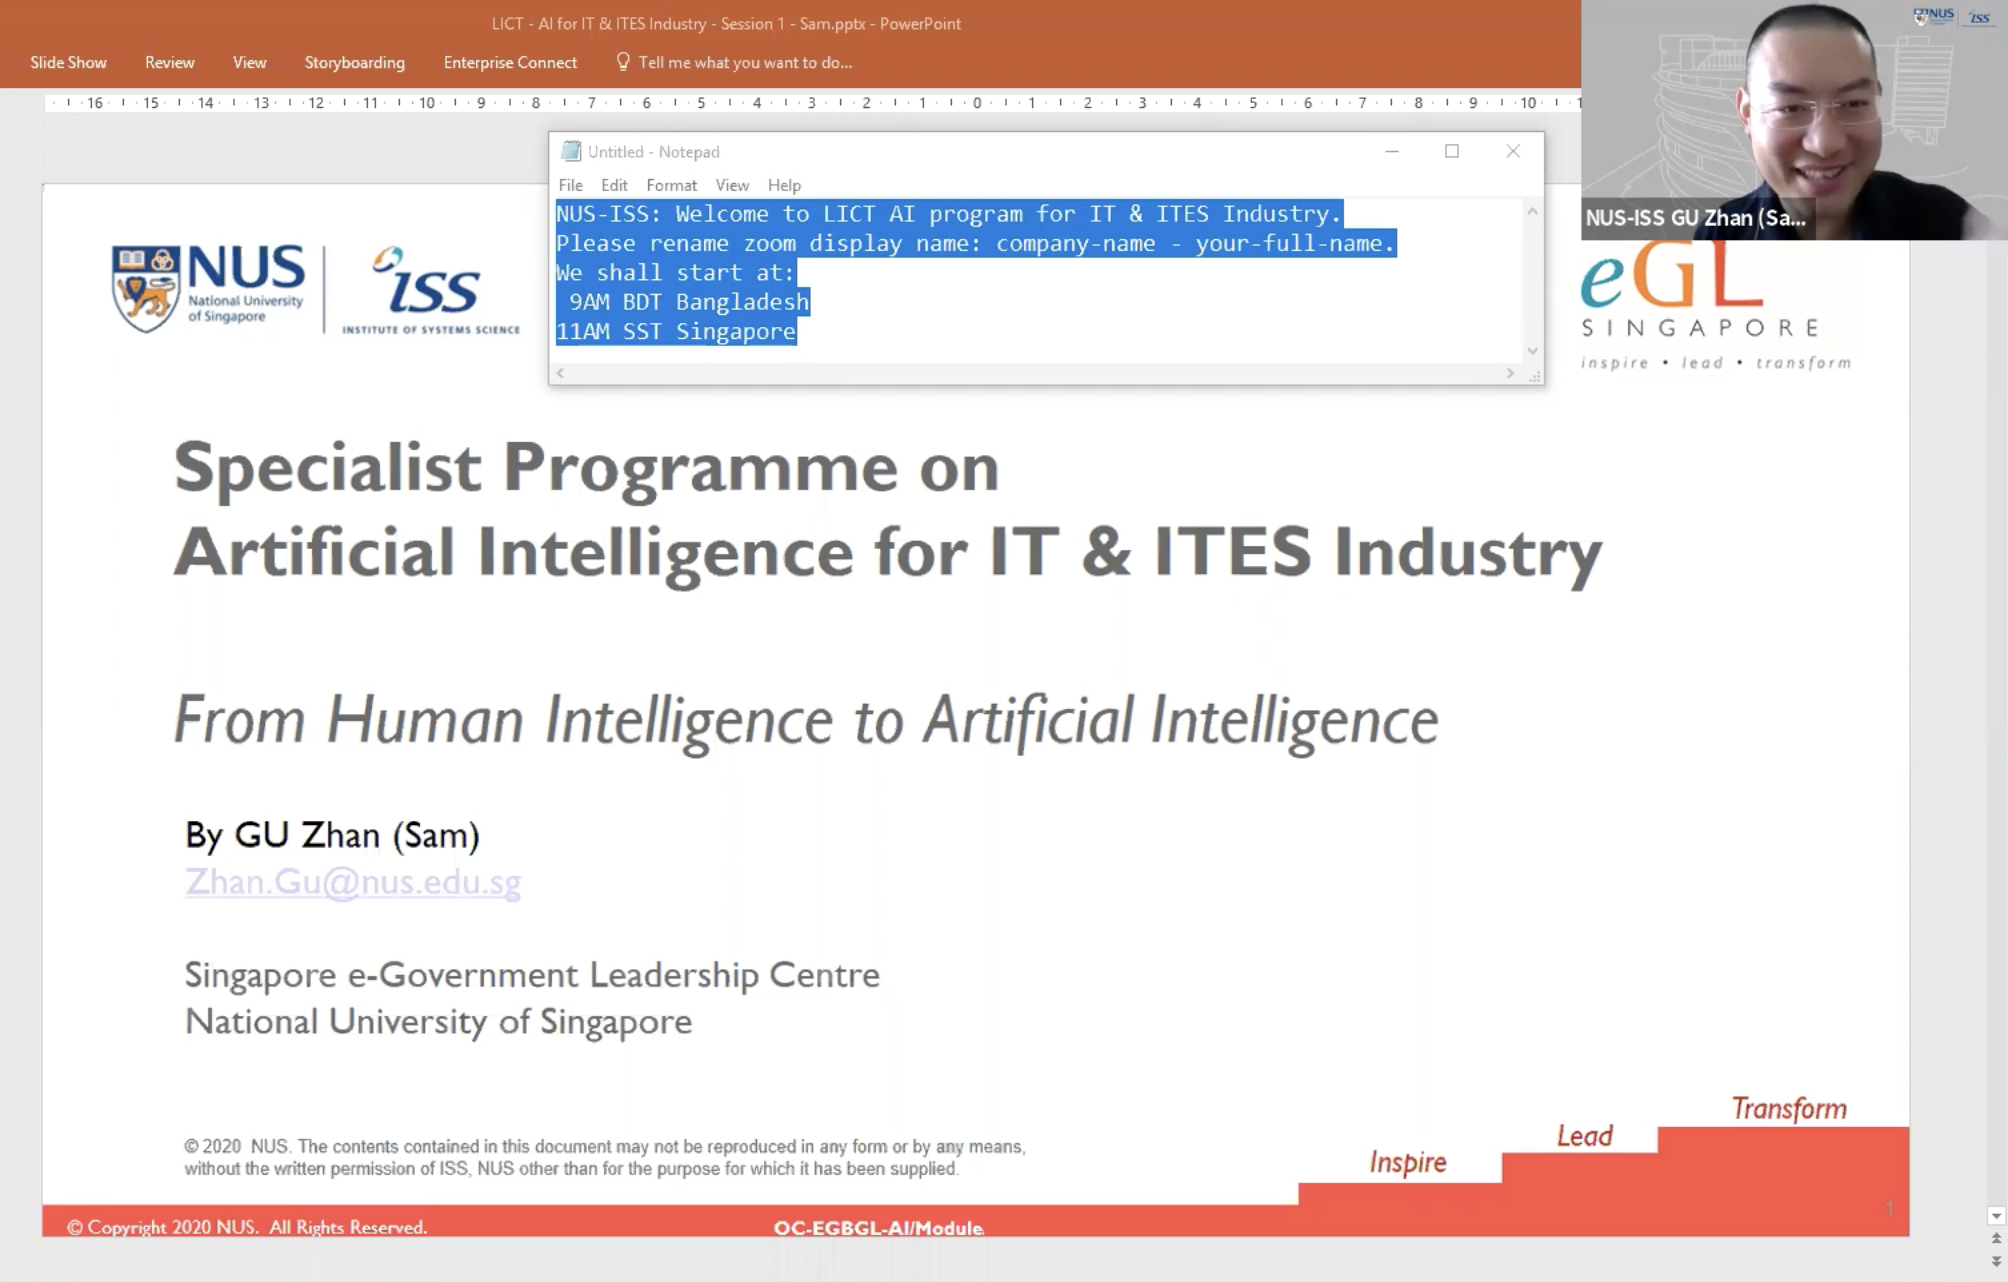 LICT - AI for IT & ITES Industry - Session 1 - Sam.pptx - PowerPoint
Slide Show Review View Storyboarding Enterprise Connect Tell me what you want to do...
16 15 14 13 12 11 10 9 8 7 6 5 4 3 2 1 0 1 2 3 4 5 6 7 8 9 10 1
NUS ISS
NUS-ISS GU Zhan (Sa...
Untitled - Notepad
File Edit Format View Help
NUS-ISS: Welcome to LICT AI program for IT & ITES Industry.
Please rename zoom display name: company-name - your-full-name.
We shall start at:
9AM BDT Bangladesh
11AM SST Singapore
NUS
National University
of Singapore
ISS
INSTITUTE OF SYSTEMS SCIENCE
eGL
SINGAPORE
inspire • lead • transform
Specialist Programme on
Artificial Intelligence for IT & ITES Industry
From Human Intelligence to Artificial Intelligence
By GU Zhan (Sam)
Zhan.Gu@nus.edu.sg
Singapore e-Government Leadership Centre
National University of Singapore
© 2020 NUS. The contents contained in this document may not be reproduced in any form or by any means,
without the written permission of ISS, NUS other than for the purpose for which it has been supplied.
Inspire
Lead
Transform
© Copyright 2020 NUS. All Rights Reserved.
OC-EGBGL-AI/Module
1